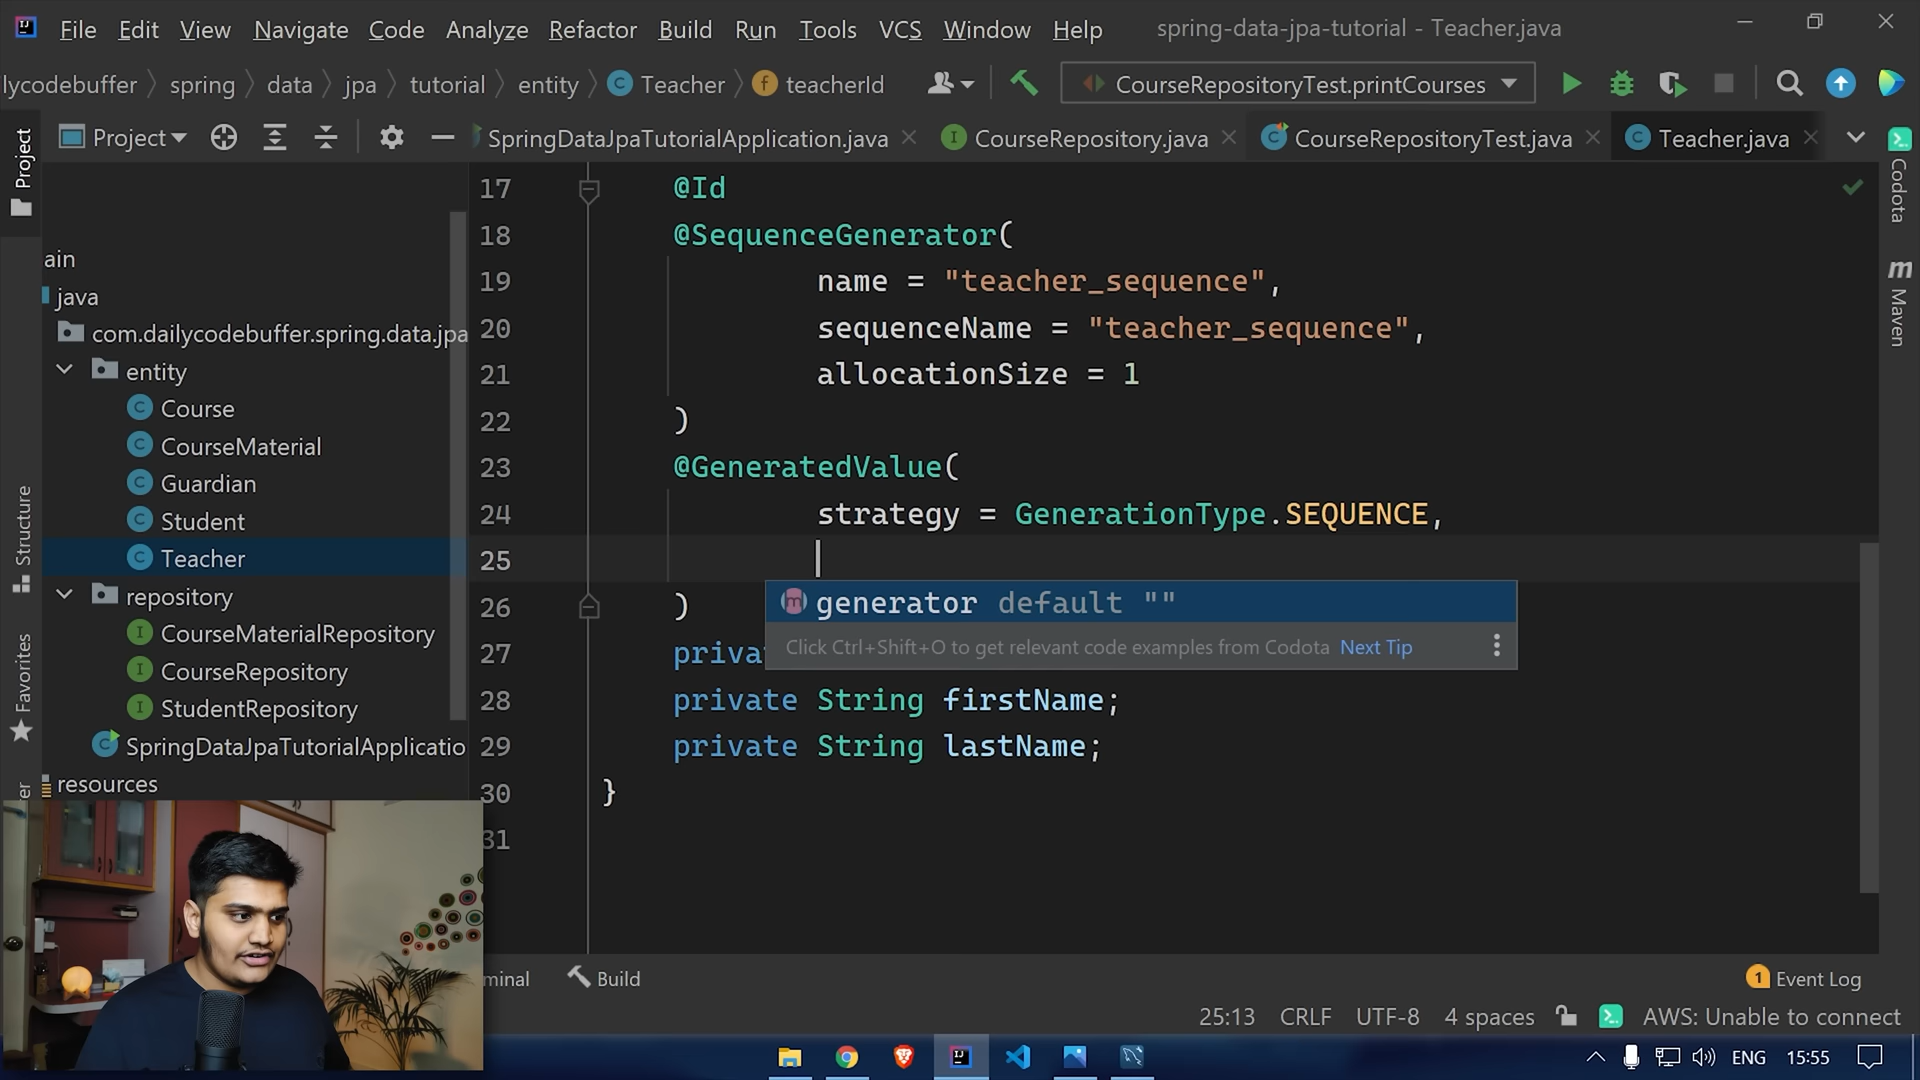 File Edit View Navigate Code Analyze Refactor Build Run Tools VCS Window Help spring-data-jpa-tutorial - Teacher.java
lycodebuffer spring data jpa tutorial entity Teacher teacherId CourseRepositoryTest.printCourses
Project SpringDataJpaTutorialApplication.java CourseRepository.java CourseRepositoryTest.java Teacher.java
Project
Structure
Favorites
er
ain
java
com.dailycodebuffer.spring.data.jpa
entity
Course
CourseMaterial
Guardian
Student
Teacher
repository
CourseMaterialRepository
CourseRepository
StudentRepository
SpringDataJpaTutorialApplicatio
resources
17 @Id
18 @SequenceGenerator(
19 name = "teacher_sequence",
20 sequenceName = "teacher_sequence",
21 allocationSize = 1
22 )
23 @GeneratedValue(
24 strategy = GenerationType.SEQUENCE,
25
26 )
generator default ""
Click Ctrl+Shift+O to get relevant code examples from Codota Next Tip
27 priva
28 private String firstName;
29 private String lastName;
30 }
31
Codota
Maven
minal Build 1 Event Log
25:13 CRLF UTF-8 4 spaces AWS: Unable to connect
ENG 15:55